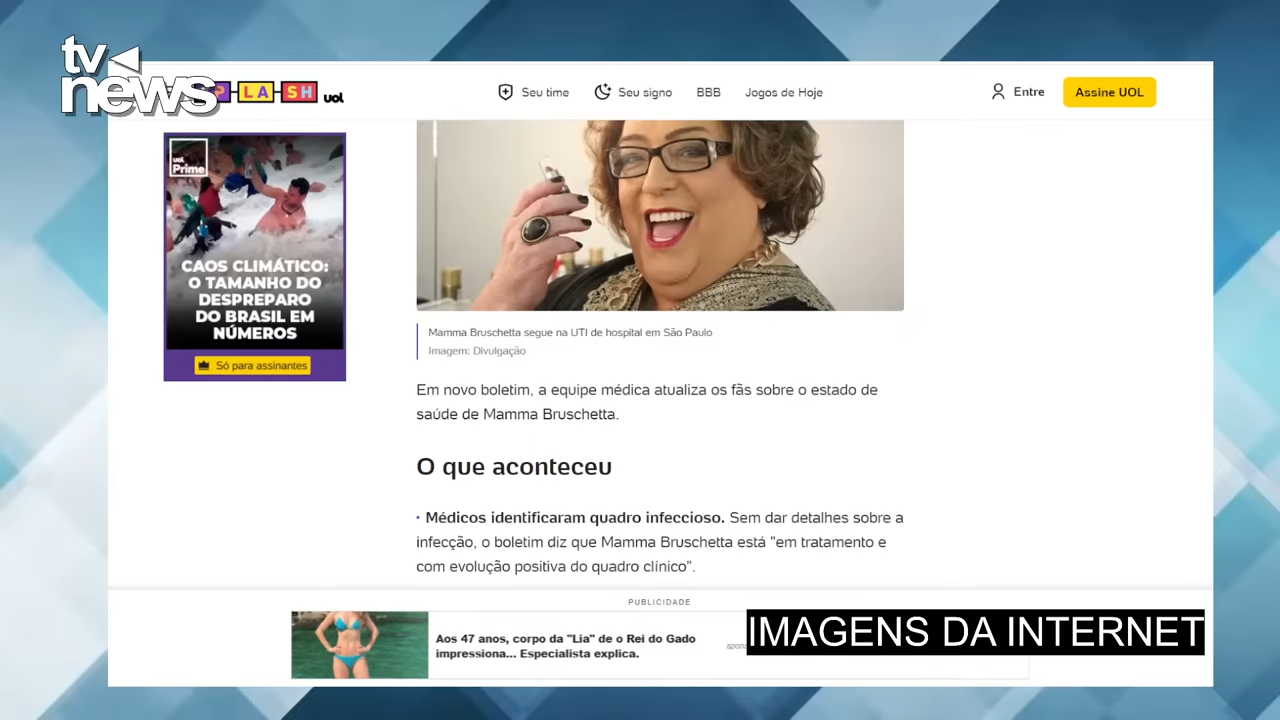 tv
news
P L A S H uol
Seu time
Seu signo
BBB
Jogos de Hoje
Entre
Assine UOL
uol
Prime
CAOS CLIMÁTICO:
O TAMANHO DO
DESPREPARO
DO BRASIL EM
NÚMEROS
Só para assinantes
Mamma Bruschetta segue na UTI de hospital em São Paulo
Imagem: Divulgação
Em novo boletim, a equipe médica atualiza os fãs sobre o estado de
saúde de Mamma Bruschetta.
O que aconteceu
· Médicos identificaram quadro infeccioso. Sem dar detalhes sobre a
infecção, o boletim diz que Mamma Bruschetta está "em tratamento e
com evolução positiva do quadro clínico".
PUBLICIDADE
Aos 47 anos, corpo da "Lia" de o Rei do Gado
impressiona... Especialista explica.
IMAGENS DA INTERNET